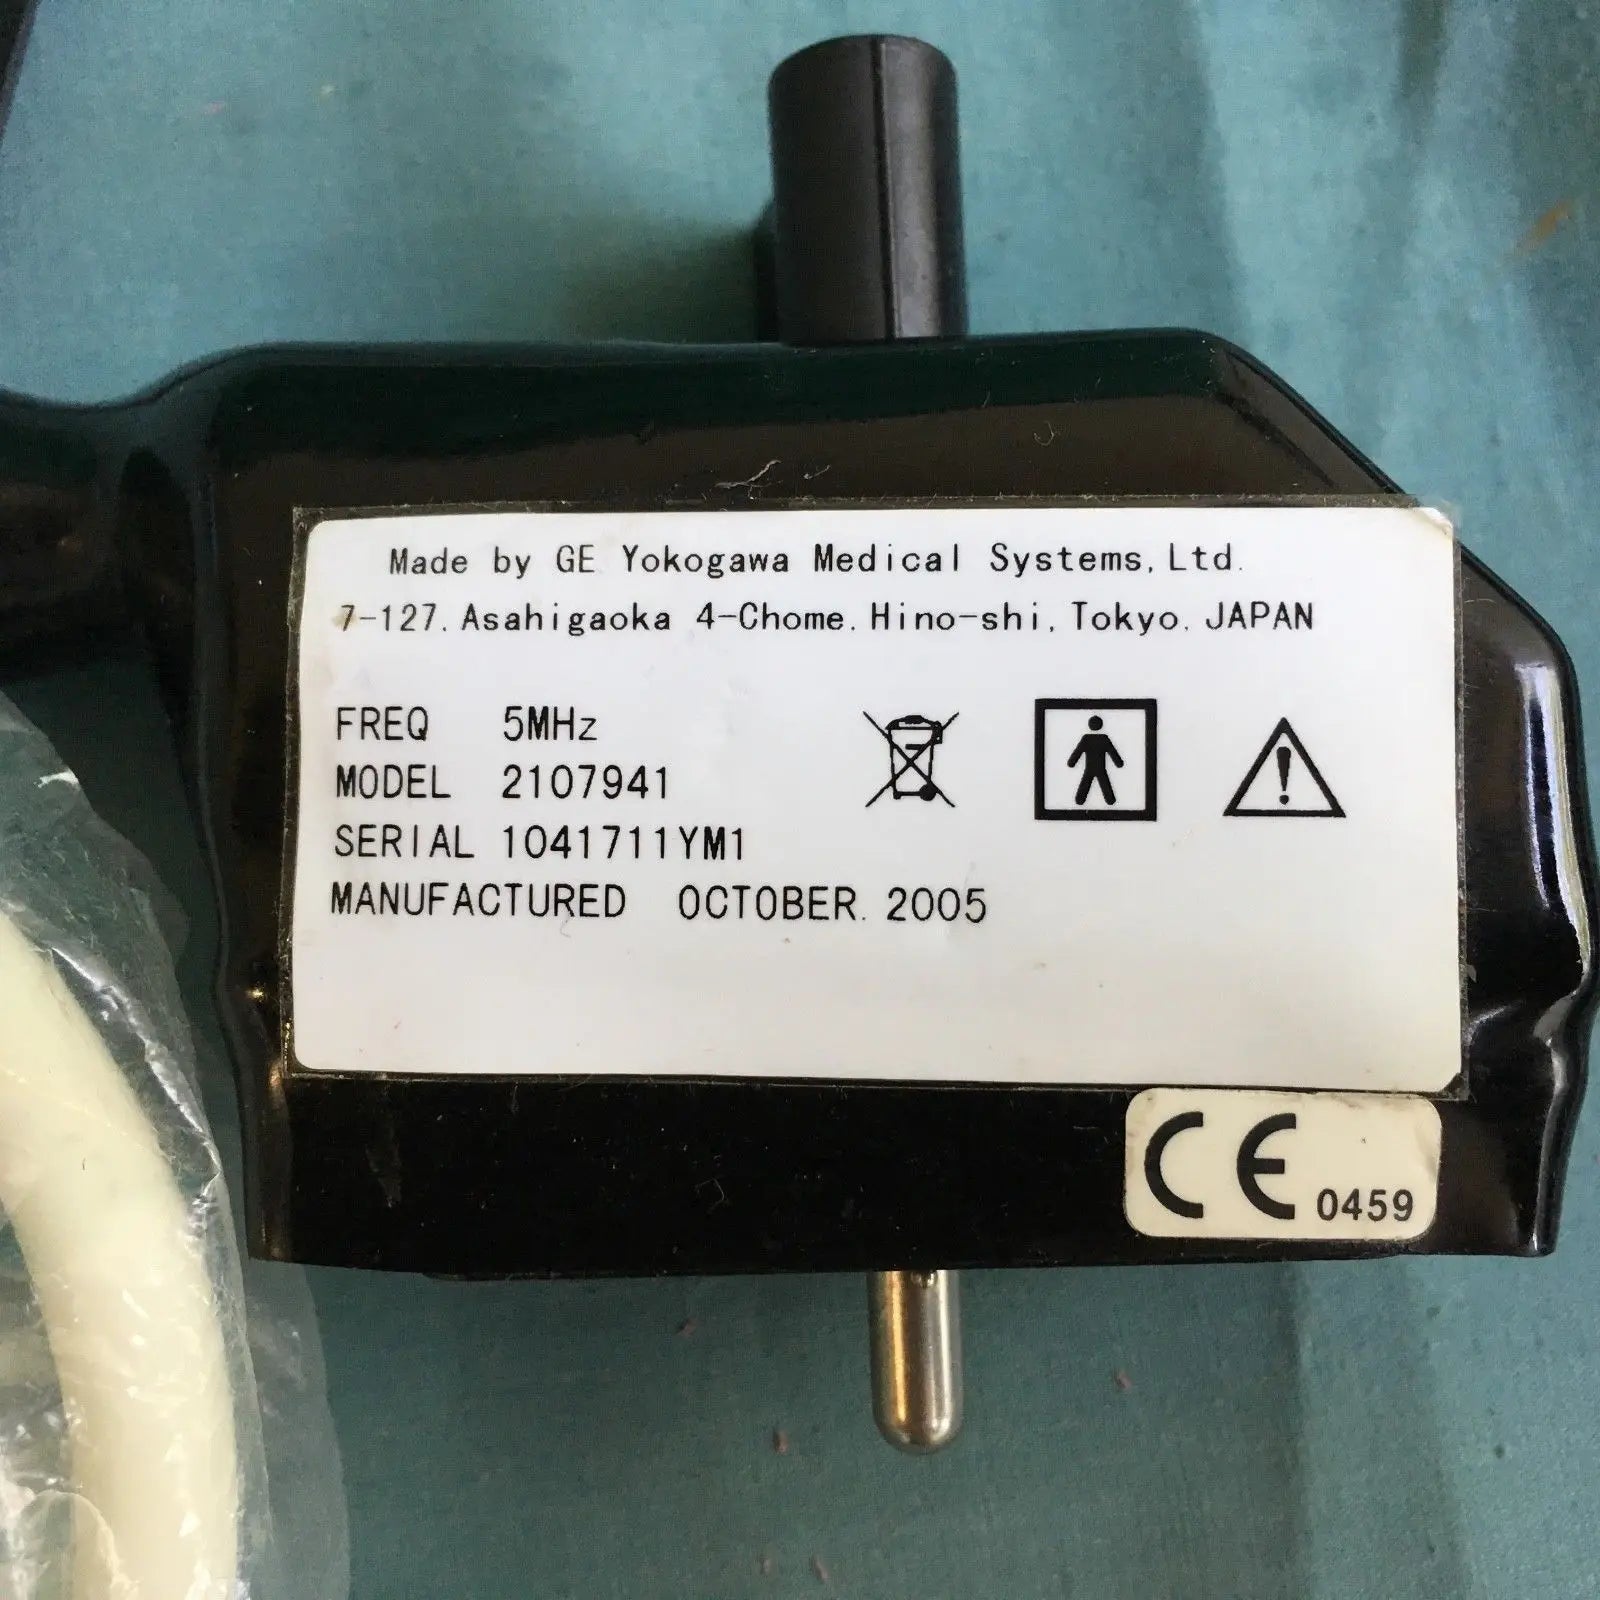 Made by GE Yokogawa Medical Systems, Ltd.
7-127. Asahigaoka 4-Chome. Hino-shi, Tokyo. JAPAN
FREQ 5MHz
MODEL 2107941
SERIAL 1041711YM1
MANUFACTURED OCTOBER. 2005
CE 0459